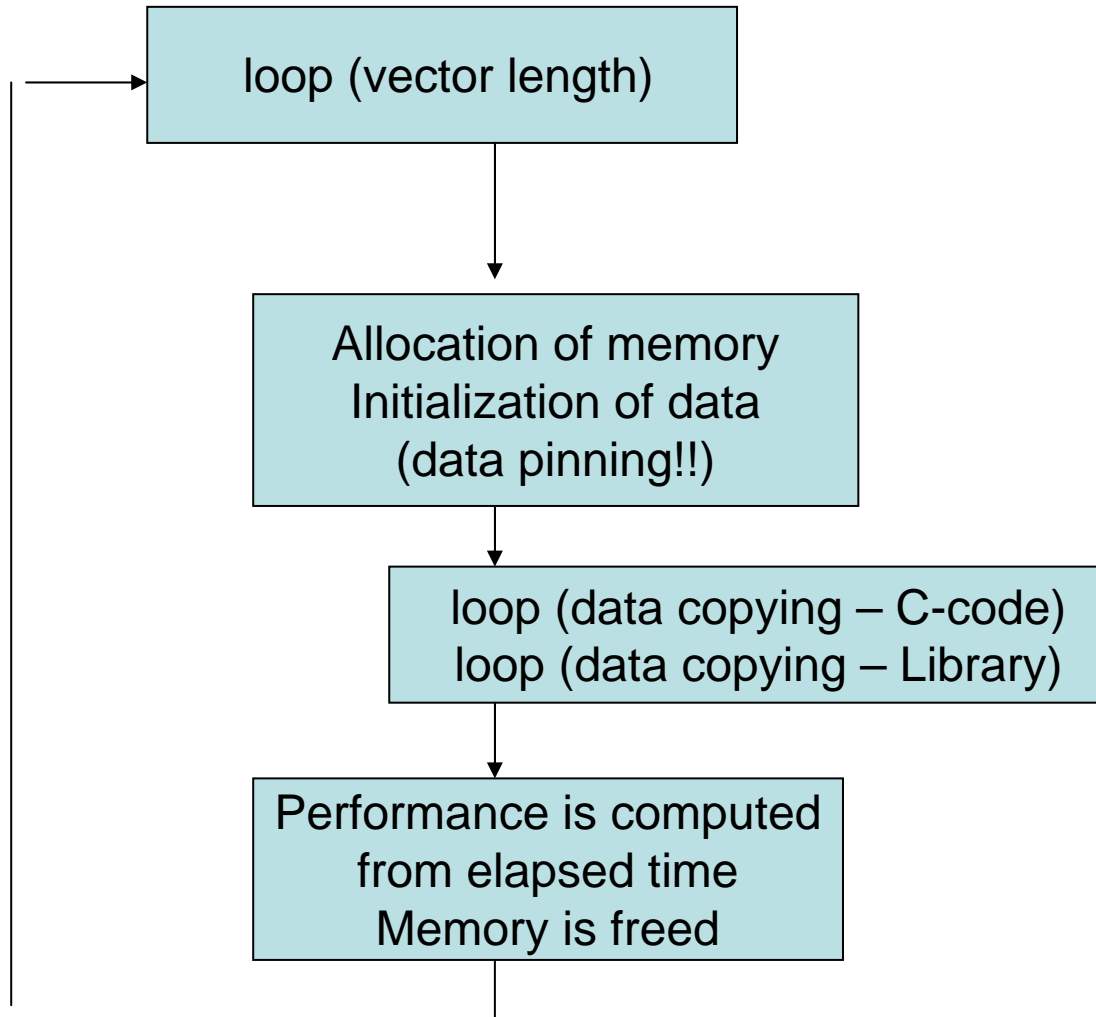 loop (vector length)
Allocation of memory
Initialization of data
(data pinning!!)
loop (data copying – C-code)
loop (data copying – Library)
Performance is computed
from elapsed time
Memory is freed